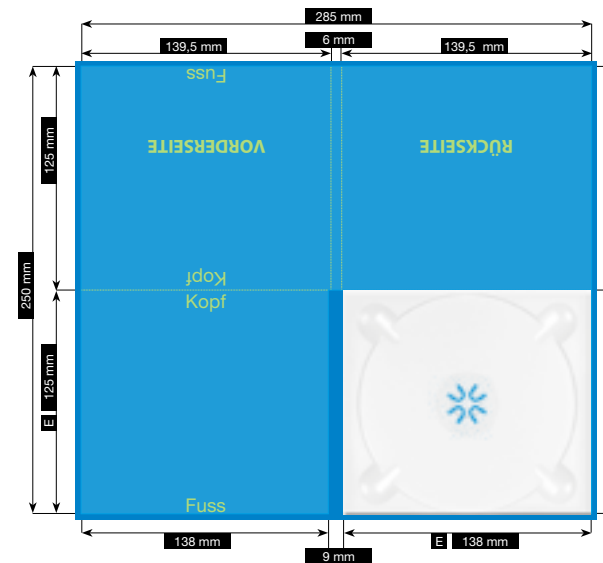 285 mm
139,5 mm
6 mm
139,5 mm
Fuss
VORDERSEITE
RÜCKSEITE
125 mm
250 mm
Kopf
Kopf
125 mm
E
Fuss
138 mm
9 mm
E 138 mm